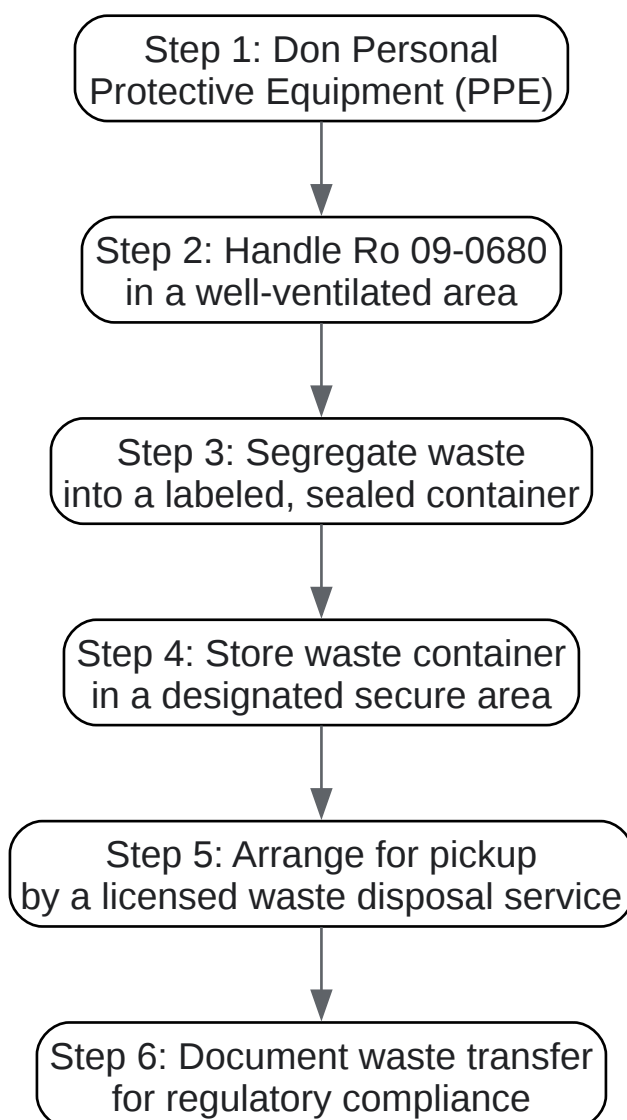 Step 1: Don Personal
Protective Equipment (PPE)
Step 2: Handle Ro 09-0680
in a well-ventilated area
Step 3: Segregate waste
into a labeled, sealed container
Step 4: Store waste container
in a designated secure area
Step 5: Arrange for pickup
by a licensed waste disposal service
Step 6: Document waste transfer
for regulatory compliance